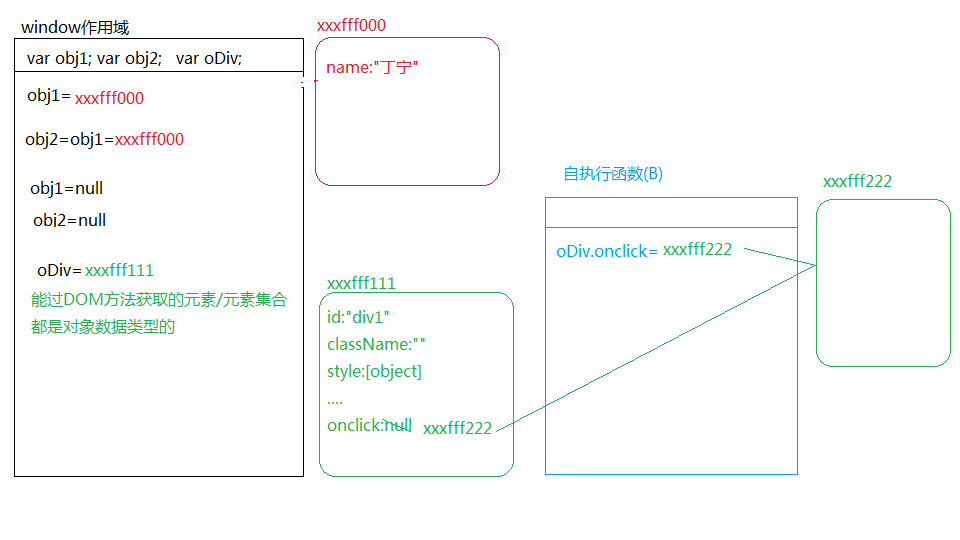 window作用域
var obj1; var obj2; var oDiv;
obj1= xxxfff000
obj2=obj1=xxxfff000
obj1=null
obj2=null
oDiv= xxxfff111
能过DOM方法获取的元素/元素集合
都是对象数据类型的
xxxfff000
name:"丁宁"
xxxfff111
id:"div1"
className:""
style:[object]
....
onclick:null xxxfff222
自执行函数(B)
oDiv.onclick= xxxfff222
xxxfff222